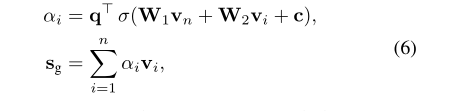 αᵢ = q⊤ σ(W₁vₙ + W₂vᵢ + c),
s_g = ∑ᵢ₌₁ⁿ αᵢvᵢ, (6)